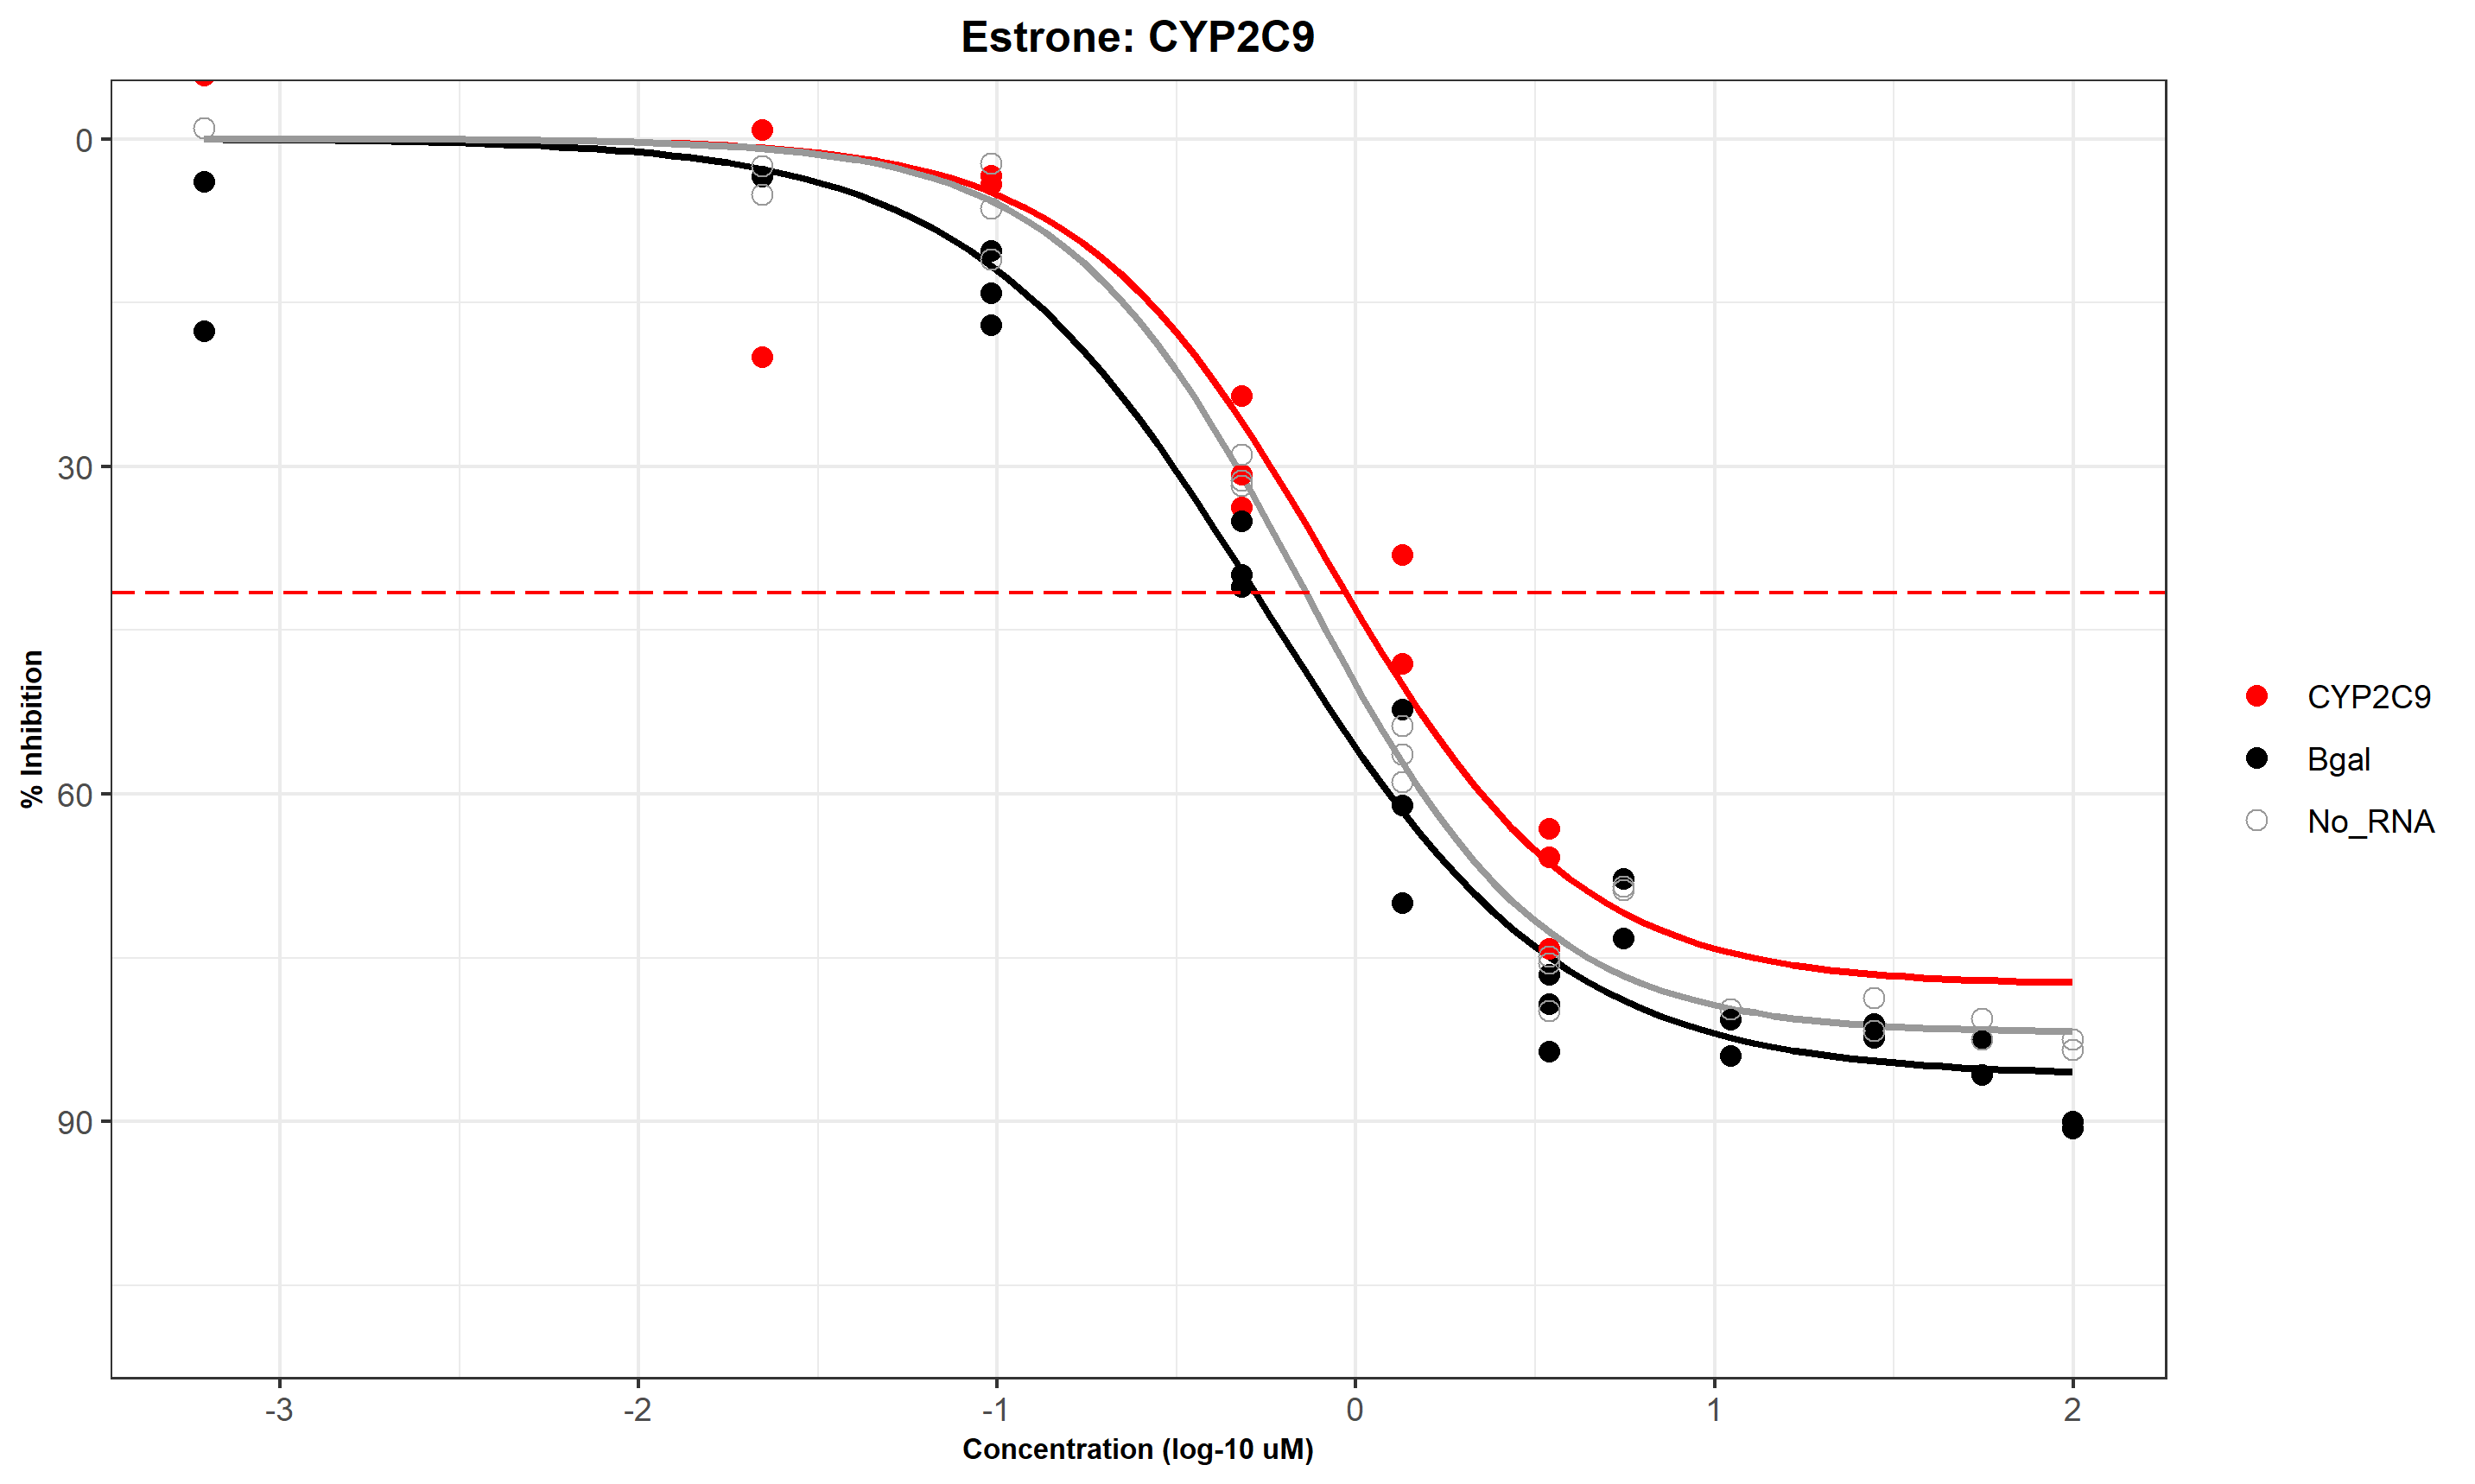 Estrone: CYP2C9
% Inhibition
0
30
60
90
-3
-2
-1
0
1
2
Concentration (log-10 uM)
CYP2C9
Bgal
No_RNA